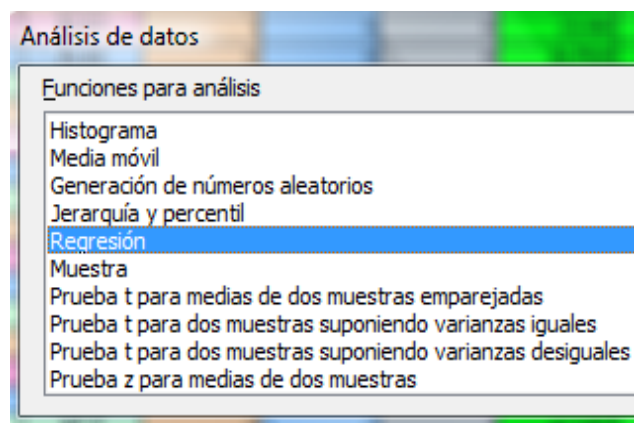 Análisis de datos
Funciones para análisis
Histograma
Media móvil
Generación de números aleatorios
Jerarquía y percentil
Regresión
Muestra
Prueba t para medias de dos muestras emparejadas
Prueba t para dos muestras suponiendo varianzas iguales
Prueba t para dos muestras suponiendo varianzas desiguales
Prueba z para medias de dos muestras